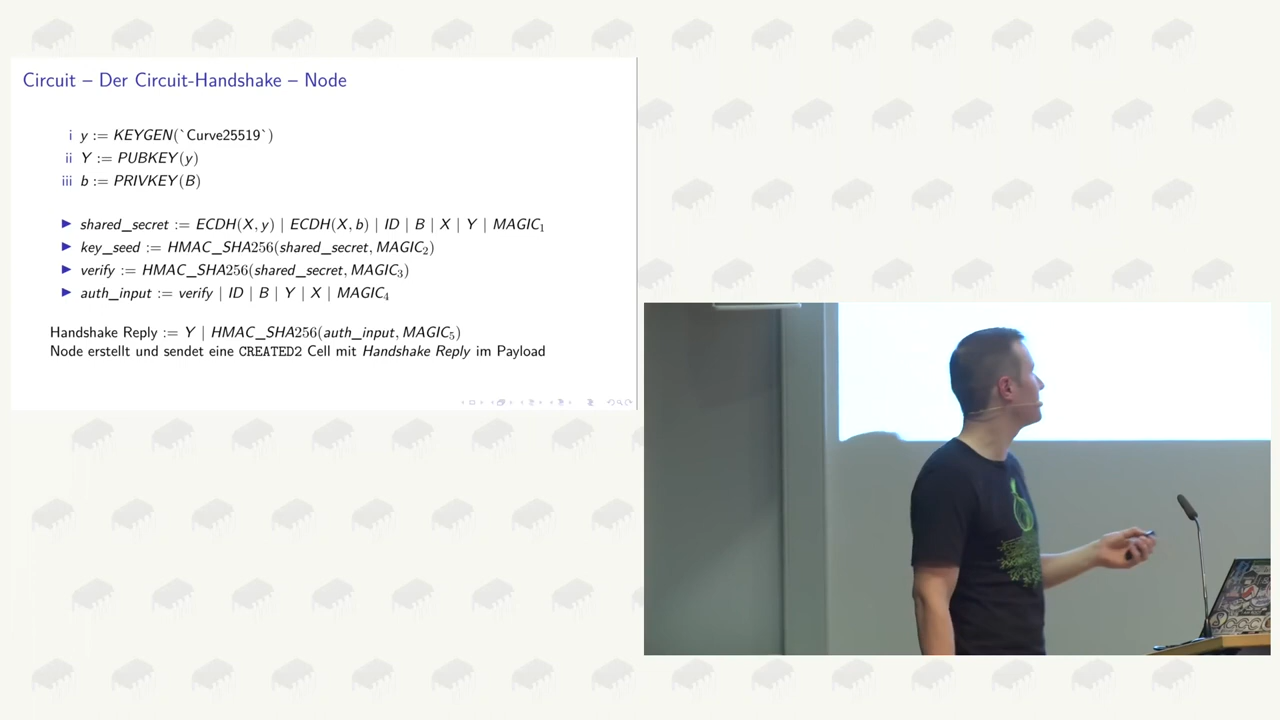 Circuit – Der Circuit-Handshake – Node
i y := KEYGEN(`Curve25519`)
ii Y := PUBKEY(y)
iii b := PRIVKEY(B)
▶ shared_secret := ECDH(X, y) | ECDH(X, b) | ID | B | X | Y | MAGIC₁
▶ key_seed := HMAC_SHA256(shared_secret, MAGIC₂)
▶ verify := HMAC_SHA256(shared_secret, MAGIC₃)
▶ auth_input := verify | ID | B | Y | X | MAGIC₄
Handshake Reply := Y | HMAC_SHA256(auth_input, MAGIC₅)
Node erstellt und sendet eine CREATED2 Cell mit Handshake Reply im Payload